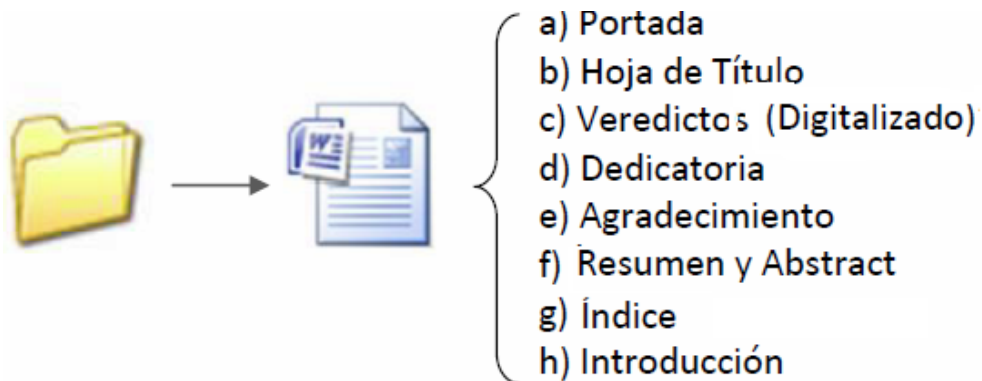 a) Portada
b) Hoja de Título
c) Veredictos (Digitalizado)
d) Dedicatoria
e) Agradecimiento
f) Resumen y Abstract
g) Índice
h) Introducción